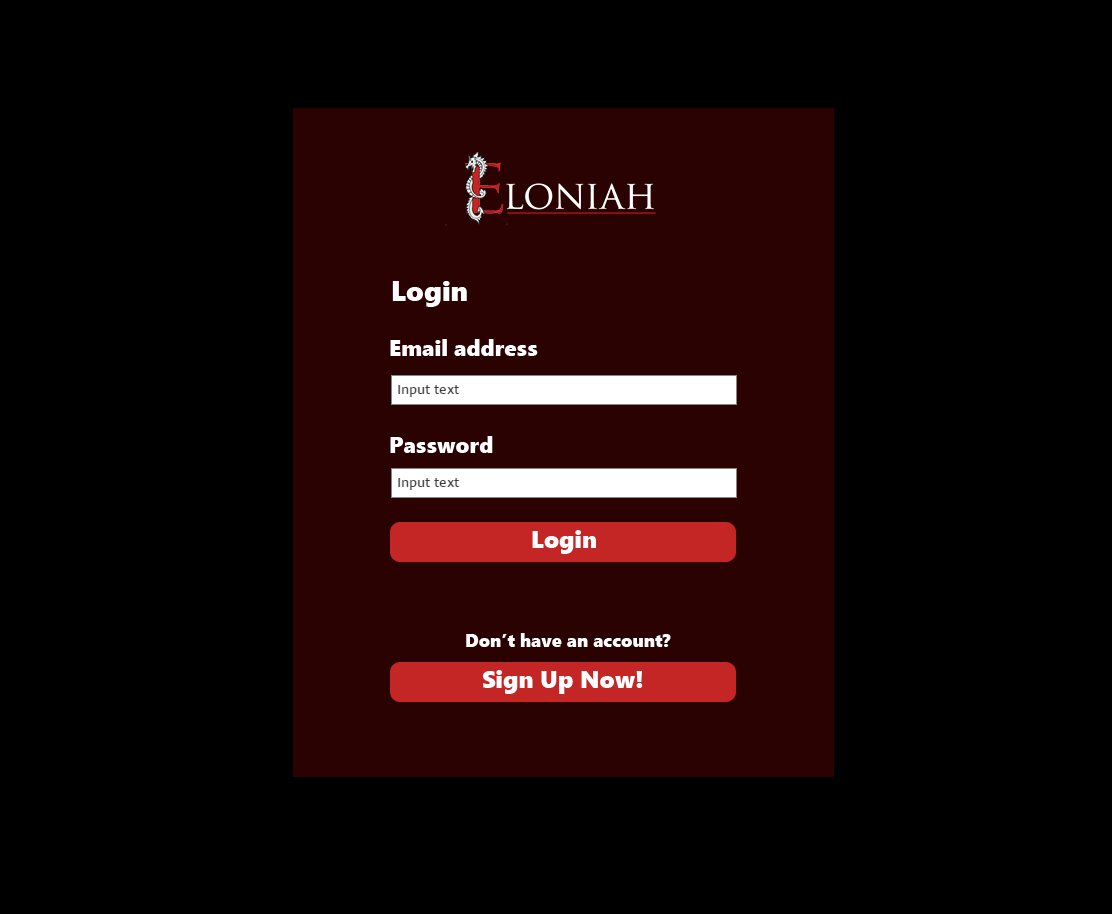 ELONIAH
Login
Email address
Input text
Password
Input text
Login
Don’t have an account?
Sign Up Now!